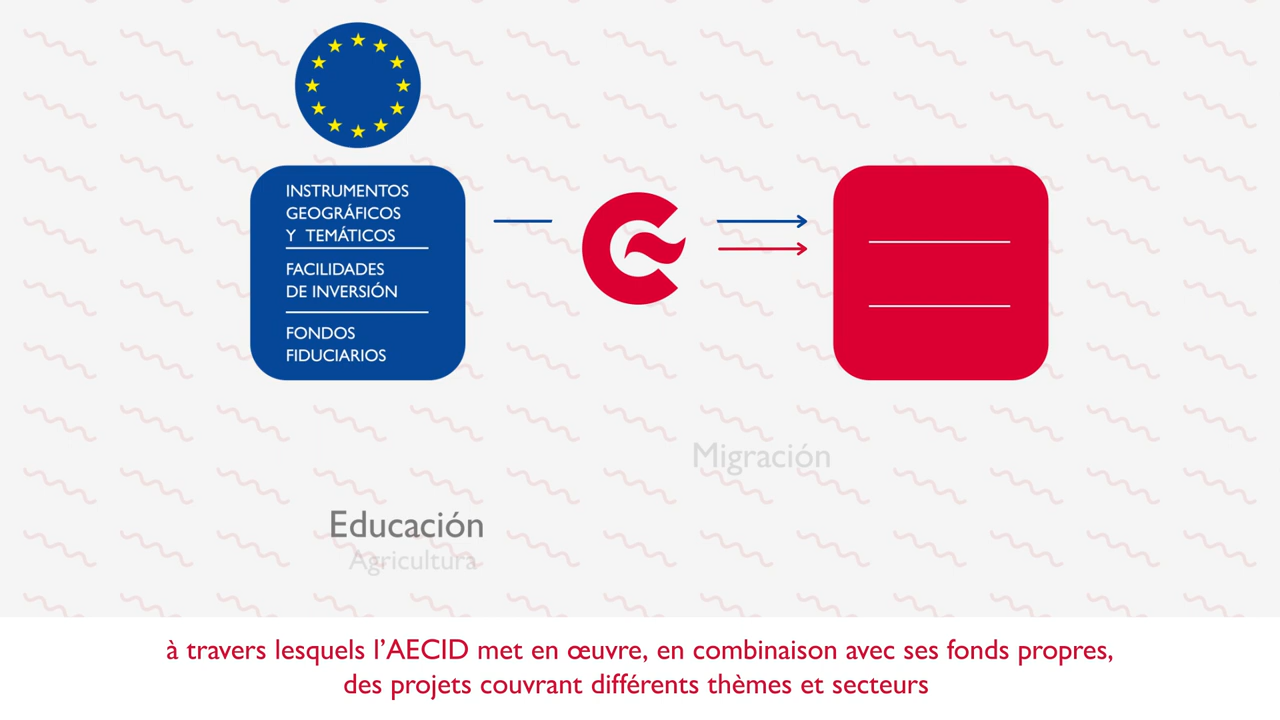 INSTRUMENTOS
GEOGRÁFICOS
Y TEMÁTICOS
FACILIDADES
DE INVERSIÓN
FONDOS
FIDUCIARIOS
Migración
Educación
Agricultura
à travers lesquels l’AECID met en œuvre, en combinaison avec ses fonds propres,
des projets couvrant différents thèmes et secteurs